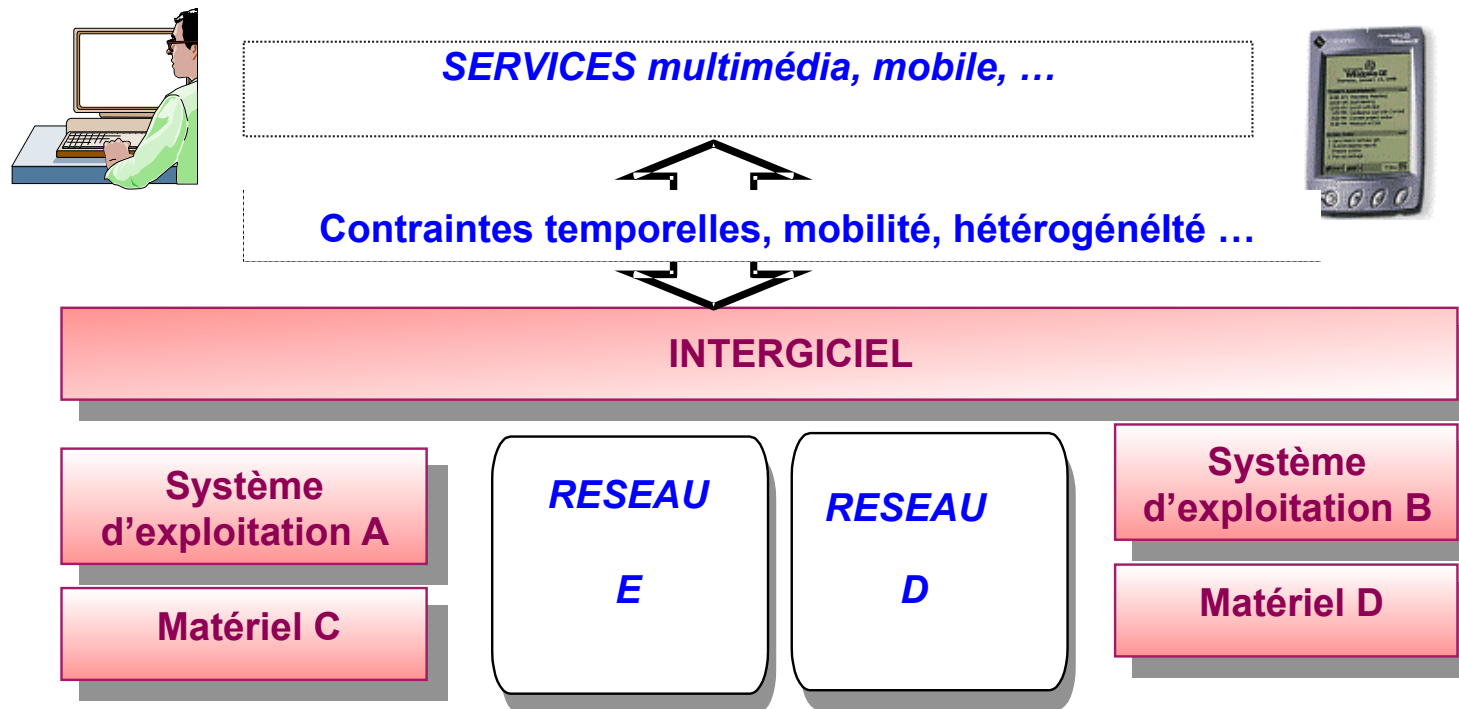 SERVICES multimédia, mobile, …
Contraintes temporelles, mobilité, hétérogénélté …
INTERGICIEL
Système
d’exploitation A
Matériel C
RESEAU
E
RESEAU
D
Système
d’exploitation B
Matériel D